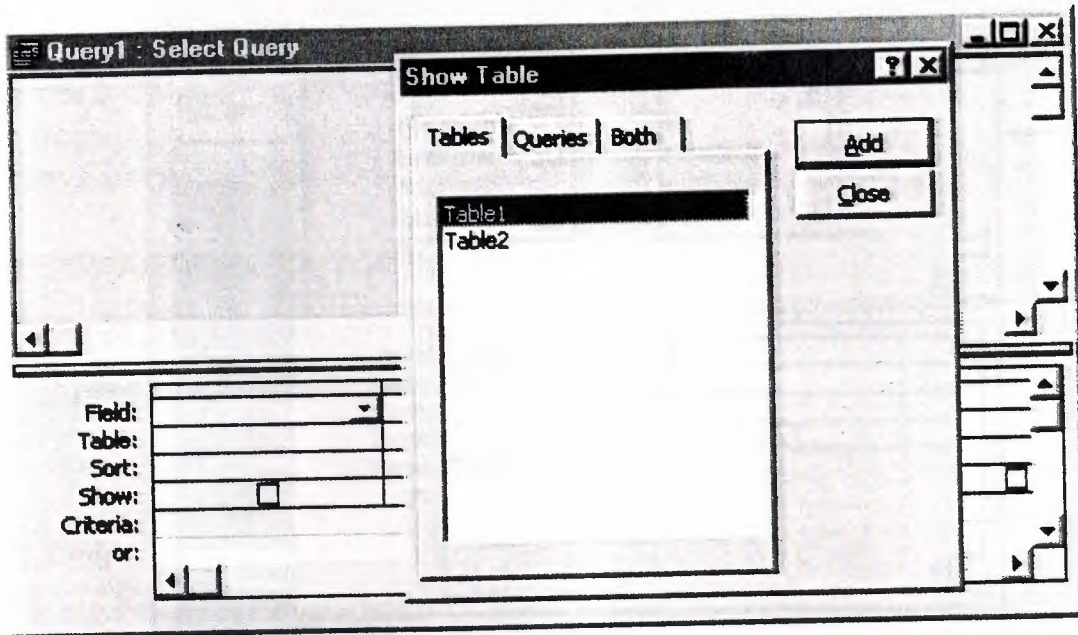 Query1 : Select Query
Show Table
Tables Queries Both
Add
Close
Table1
Table2
Field:
Table:
Sort:
Show:
Criteria:
or: